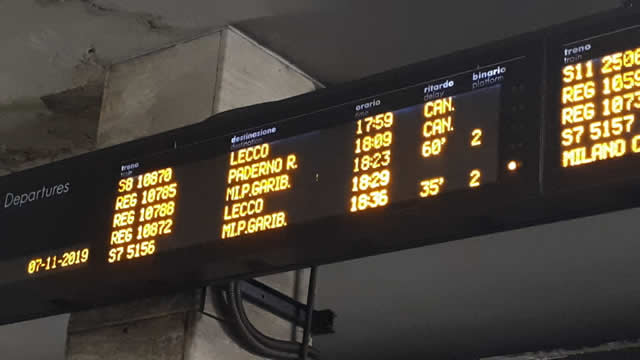 Departures
07-11-2019
treno destinazione orario ritardo binario
train destination time delay platform
S8 10870 LECCO 17:59 CAN.
REG 10785 PADERNO R. 18:09 CAN.
REG 10788 MI.P.GARIB. 18:23 60' 2
REG 10872 LECCO 18:29
S7 5156 MI.P.GARIB. 18:36 35' 2
treno
train
S11 2506
REG 1059
REG 1073
S7 5157
MILANO C